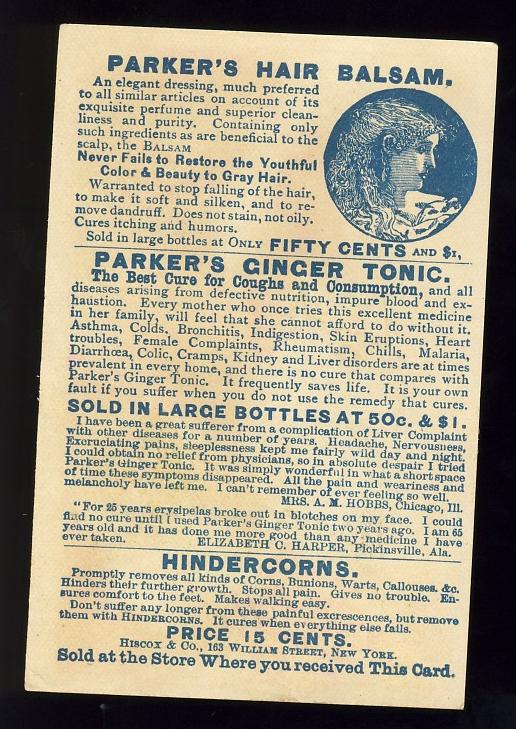 PARKER'S HAIR BALSAM.
An elegant dressing, much preferred
to all similar articles on account of its
exquisite perfume and superior clean-
liness and purity. Containing only
such ingredients as are beneficial to the
scalp, the BALSAM
Never Fails to Restore the Youthful
Color & Beauty to Gray Hair.
Warranted to stop falling of the hair,
to make it soft and silken, and to re-
move dandruff. Does not stain, not oily.
Cures itching and humors.
Sold in large bottles at ONLY FIFTY CENTS AND $1,
PARKER'S GINGER TONIC.
The Best Cure for Coughs and Consumption, and all
diseases arising from defective nutrition, impure blood and ex-
haustion. Every mother who once tries this excellent medicine
in her family, will feel that she cannot afford to do without it.
Asthma, Colds. Bronchitis, Indigestion, Skin Eruptions, Heart
troubles, Female Complaints, Rheumatism, Chills, Malaria,
Diarrhœa, Colic, Cramps, Kidney and Liver disorders are at times
prevalent in every home, and there is no cure that compares with
Parker's Ginger Tonic. It frequently saves life. It is your own
fault if you suffer when you do not use the remedy that cures.
SOLD IN LARGE BOTTLES AT 50c. & $1.
I have been a great sufferer from a complication of Liver Complaint
with other diseases for a number of years. Headache, Nervousness,
Excruciating pains, sleeplessness kept me fairly wild day and night.
I could obtain no relief from physicians, so in absolute despair I tried
Parker's Ginger Tonic. It was simply wonderful in what a short space
of time these symptoms disappeared. All the pain and weariness and
melancholy have left me. I can't remember of ever feeling so well.
MRS. A. M. HOBBS, Chicago, Ill.
"For 25 years erysipelas broke out in blotches on my face. I could
find no cure until I used Parker's Ginger Tonic two years ago. I am 65
years old and it has done me more good than any medicine I have
ever taken. ELIZABETH C. HARPER, Pickinsville, Ala.
HINDERCORNS.
Promptly removes all kinds of Corns, Bunions, Warts, Callouses, &c.
Hinders their further growth. Stops all pain. Gives no trouble. En-
sures comfort to the feet. Makes walking easy.
Don't suffer any longer from these painful excrescences, but remove
them with HINDERCORNS. It cures when everything else fails.
PRICE 15 CENTS.
HISCOX & Co., 163 WILLIAM STREET, NEW YORK.
Sold at the Store Where you received This Card.